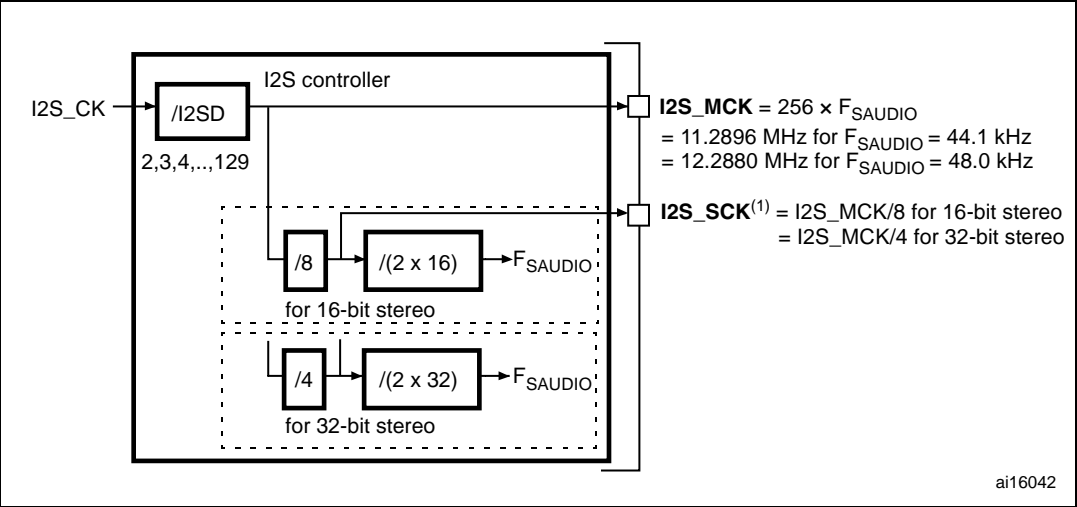 I2S controller
I2S_CK
/I2SD
2,3,4,..,129
I2S_MCK = 256 × FSAUDIO
= 11.2896 MHz for FSAUDIO = 44.1 kHz
= 12.2880 MHz for FSAUDIO = 48.0 kHz
I2S_SCK(1) = I2S_MCK/8 for 16-bit stereo
= I2S_MCK/4 for 32-bit stereo
/8
/(2 x 16)
FSAUDIO
for 16-bit stereo
/4
/(2 x 32)
FSAUDIO
for 32-bit stereo
ai16042